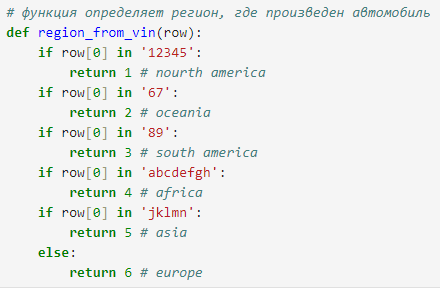 # функция определяет регион, где произведен автомобиль
def region_from_vin(row):
    if row[0] in '12345':
        return 1 # nourth america
    if row[0] in '67':
        return 2 # oceania
    if row[0] in '89':
        return 3 # south america
    if row[0] in 'abcdefgh':
        return 4 # africa
    if row[0] in 'jklmn':
        return 5 # asia
    else:
        return 6 # europe